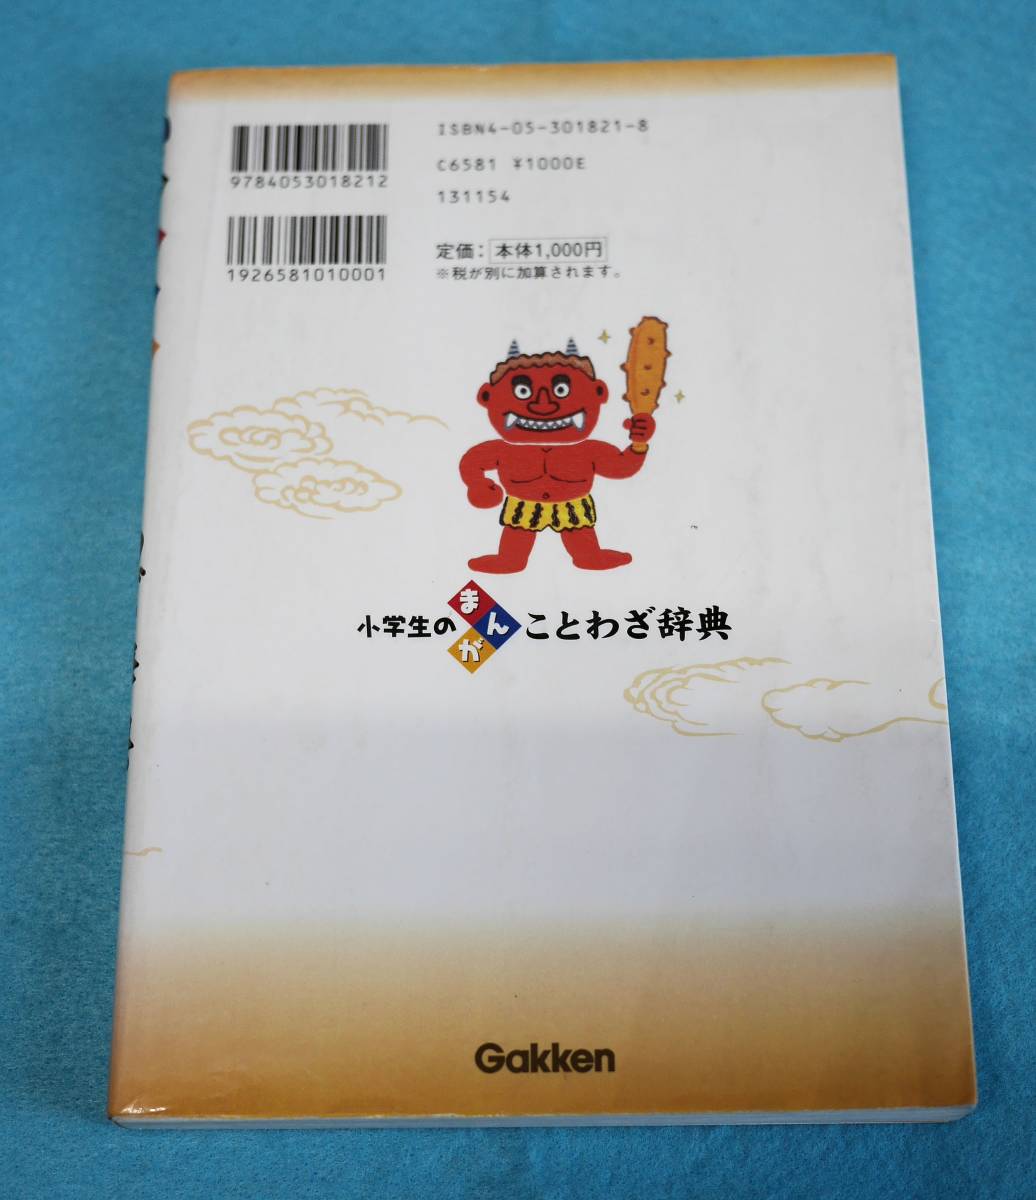 9784053018212
1926581010001
ISBN4-05-301821-8
C6581 ¥1000E
131154
定価：本体1,000円
※税が別に加算されます。
小学生のまんがことわざ辞典
Gakken